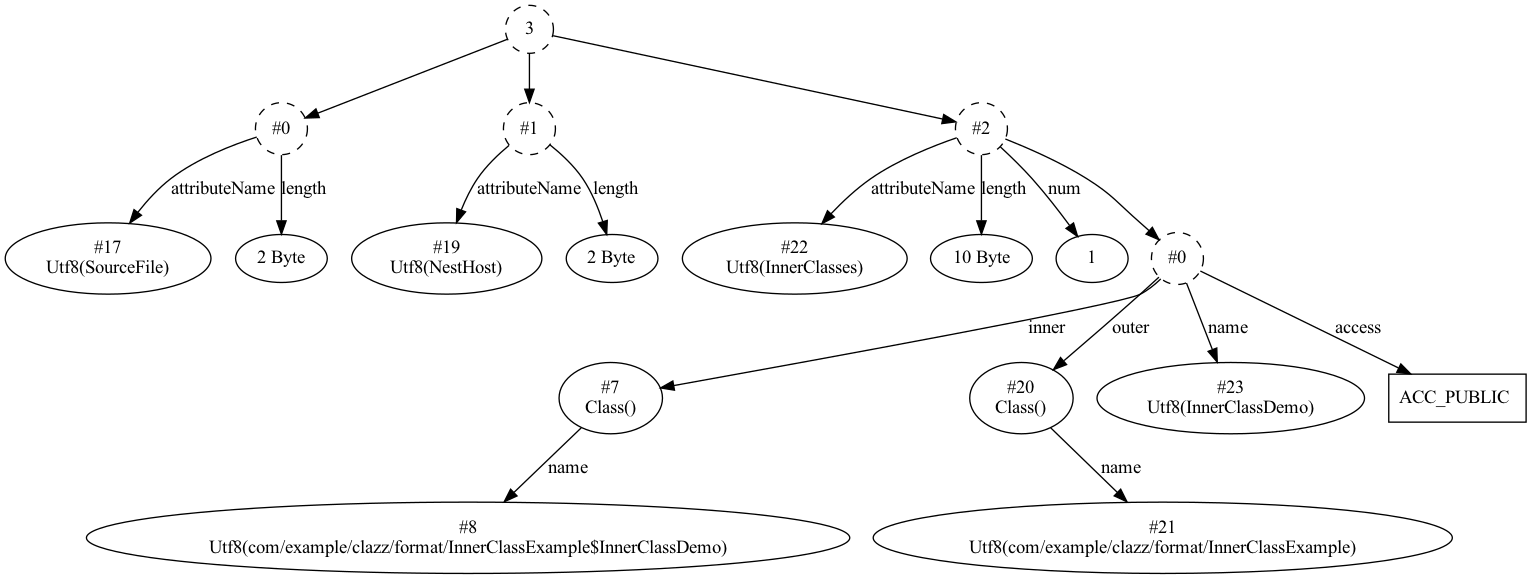 3
#0
#1
#2
attributeName
length
attributeName
length
attributeName
length
num
#17
Utf8(SourceFile)
2 Byte
#19
Utf8(NestHost)
2 Byte
#22
Utf8(InnerClasses)
10 Byte
1
#0
inner
outer
name
access
#7
Class()
#20
Class()
#23
Utf8(InnerClassDemo)
ACC_PUBLIC
name
name
#8
Utf8(com/example/clazz/format/InnerClassExample$InnerClassDemo)
#21
Utf8(com/example/clazz/format/InnerClassExample)